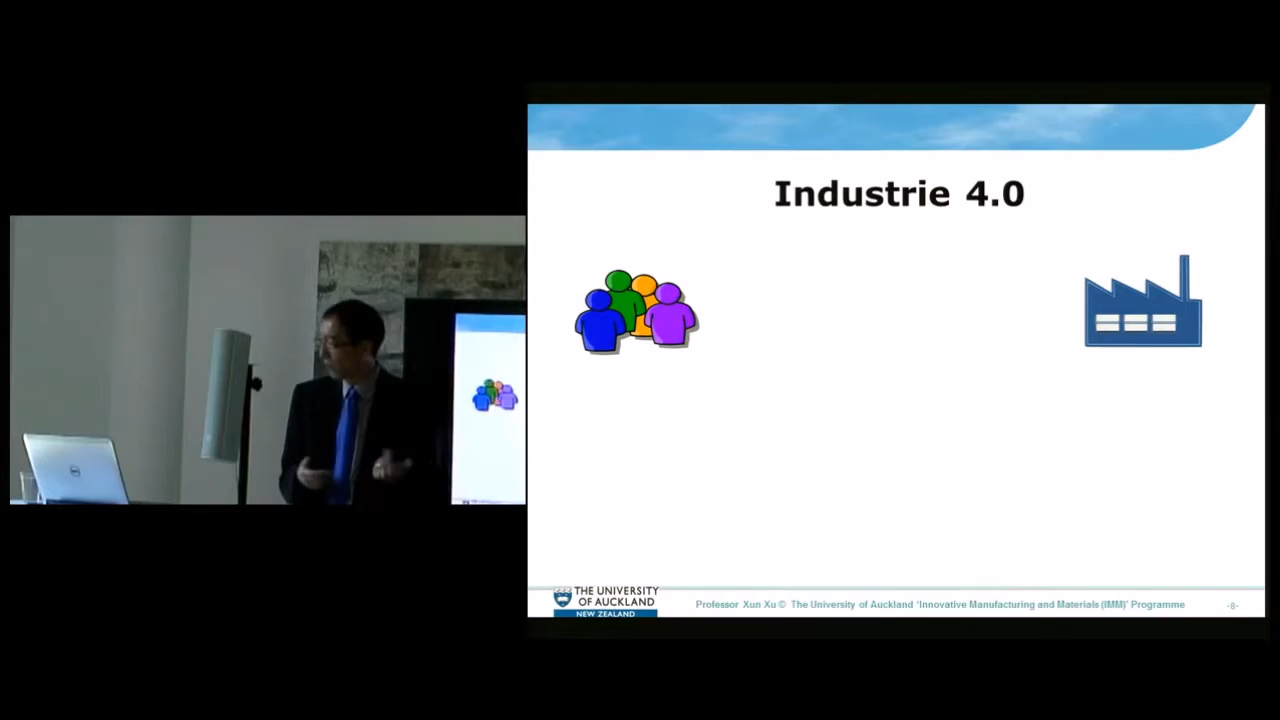 Industrie 4.0
THE UNIVERSITY
OF AUCKLAND
NEW ZEALAND
Professor Xun Xu © The University of Auckland 'Innovative Manufacturing and Materials (IMM)' Programme
-8-